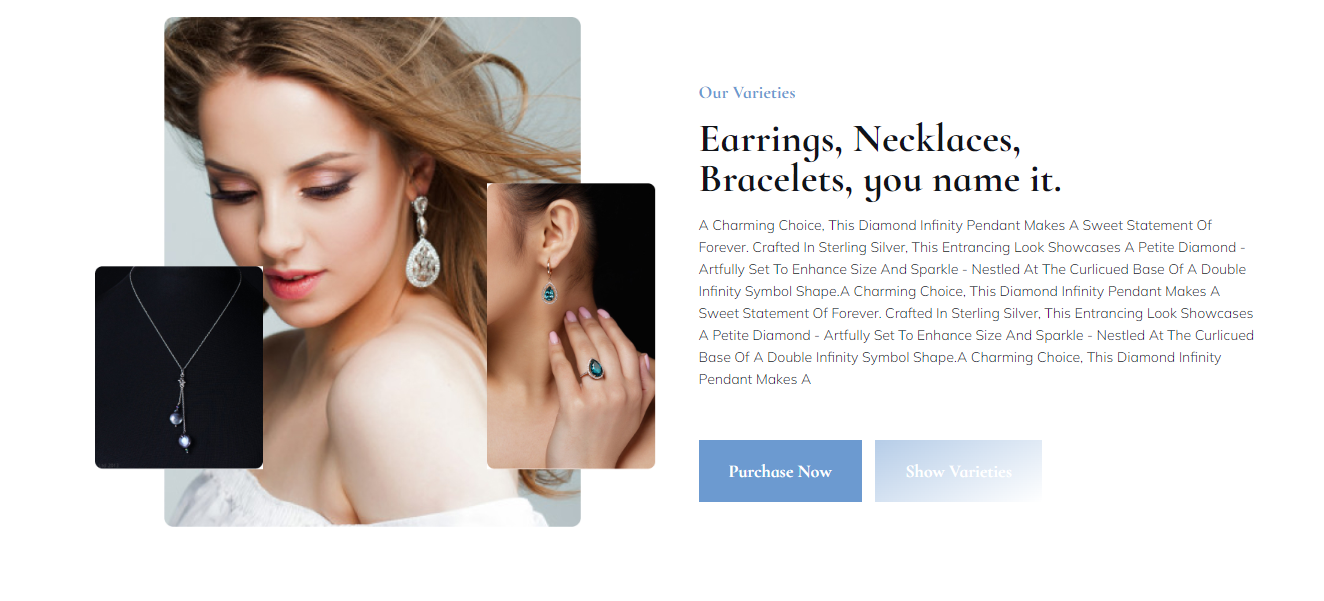 Our Varieties
Earrings, Necklaces,
Bracelets, you name it.
A Charming Choice, This Diamond Infinity Pendant Makes A Sweet Statement Of
Forever. Crafted In Sterling Silver, This Entrancing Look Showcases A Petite Diamond -
Artfully Set To Enhance Size And Sparkle - Nestled At The Curlicued Base Of A Double
Infinity Symbol Shape.A Charming Choice, This Diamond Infinity Pendant Makes A
Sweet Statement Of Forever. Crafted In Sterling Silver, This Entrancing Look Showcases
A Petite Diamond - Artfully Set To Enhance Size And Sparkle - Nestled At The Curlicued
Base Of A Double Infinity Symbol Shape.A Charming Choice, This Diamond Infinity
Pendant Makes A
Purchase Now
Show Varieties